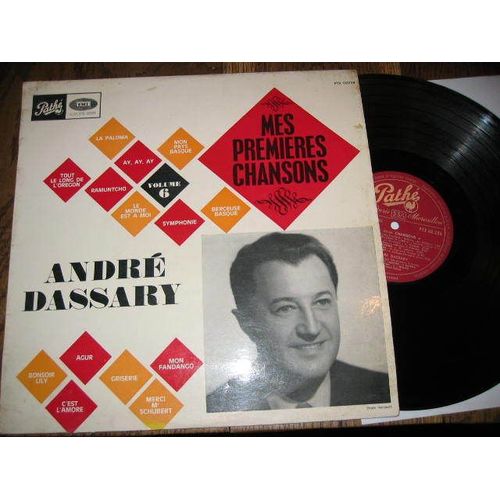 Pathé
EMI
MES
PREMIERES
CHANSONS
LA PALOMA
MON
PAYS
BASQUE
AY, AY, AY
TOUT
LE LONG DE
L'OREGON
RAMUNTCHO
VOLUME
6
LE
MONDE
EST A MOI
SYMPHONIE
BERCEUSE
BASQUE
ANDRÉ
DASSARY
AGUR
MON
FANDANGO
BONSOIR
LILY
GRISERIE
C'EST
L'AMORE
MERCI
Mr
SCHUBERT
Pathé